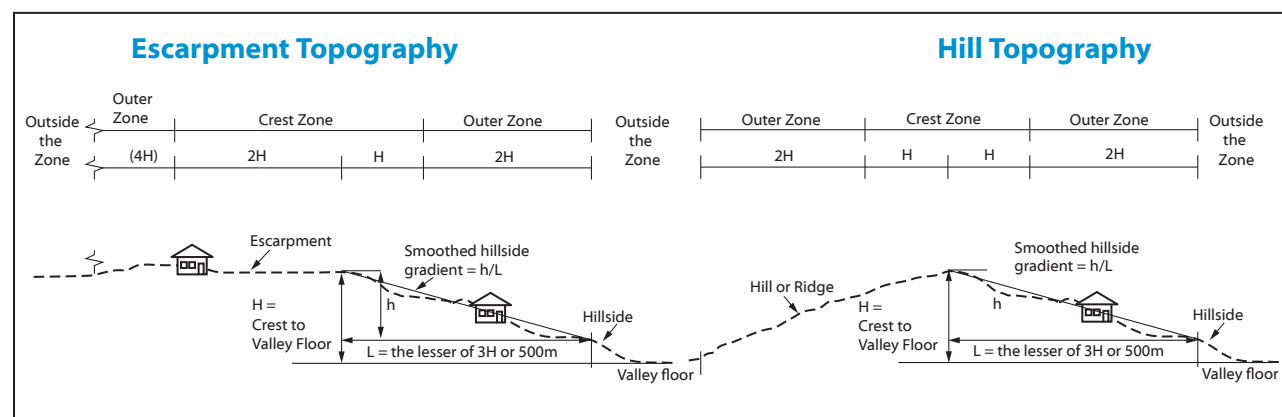 Escarpment Topography
Hill Topography
Outside
the
Zone
Outer
Zone
Crest Zone
Outer Zone
Outside
the
Zone
Outer Zone
Crest Zone
Outer Zone
Outside
the
Zone
(4H)
2H
H
2H
2H
H
H
2H
Escarpment
Smoothed hillside
gradient = h/L
H =
Crest to
Valley Floor
h
Hillside
L = the lesser of 3H or 500m
Valley floor
Hill or Ridge
Smoothed hillside
gradient = h/L
H =
Crest to
Valley Floor
h
Hillside
L = the lesser of 3H or 500m
Valley floor